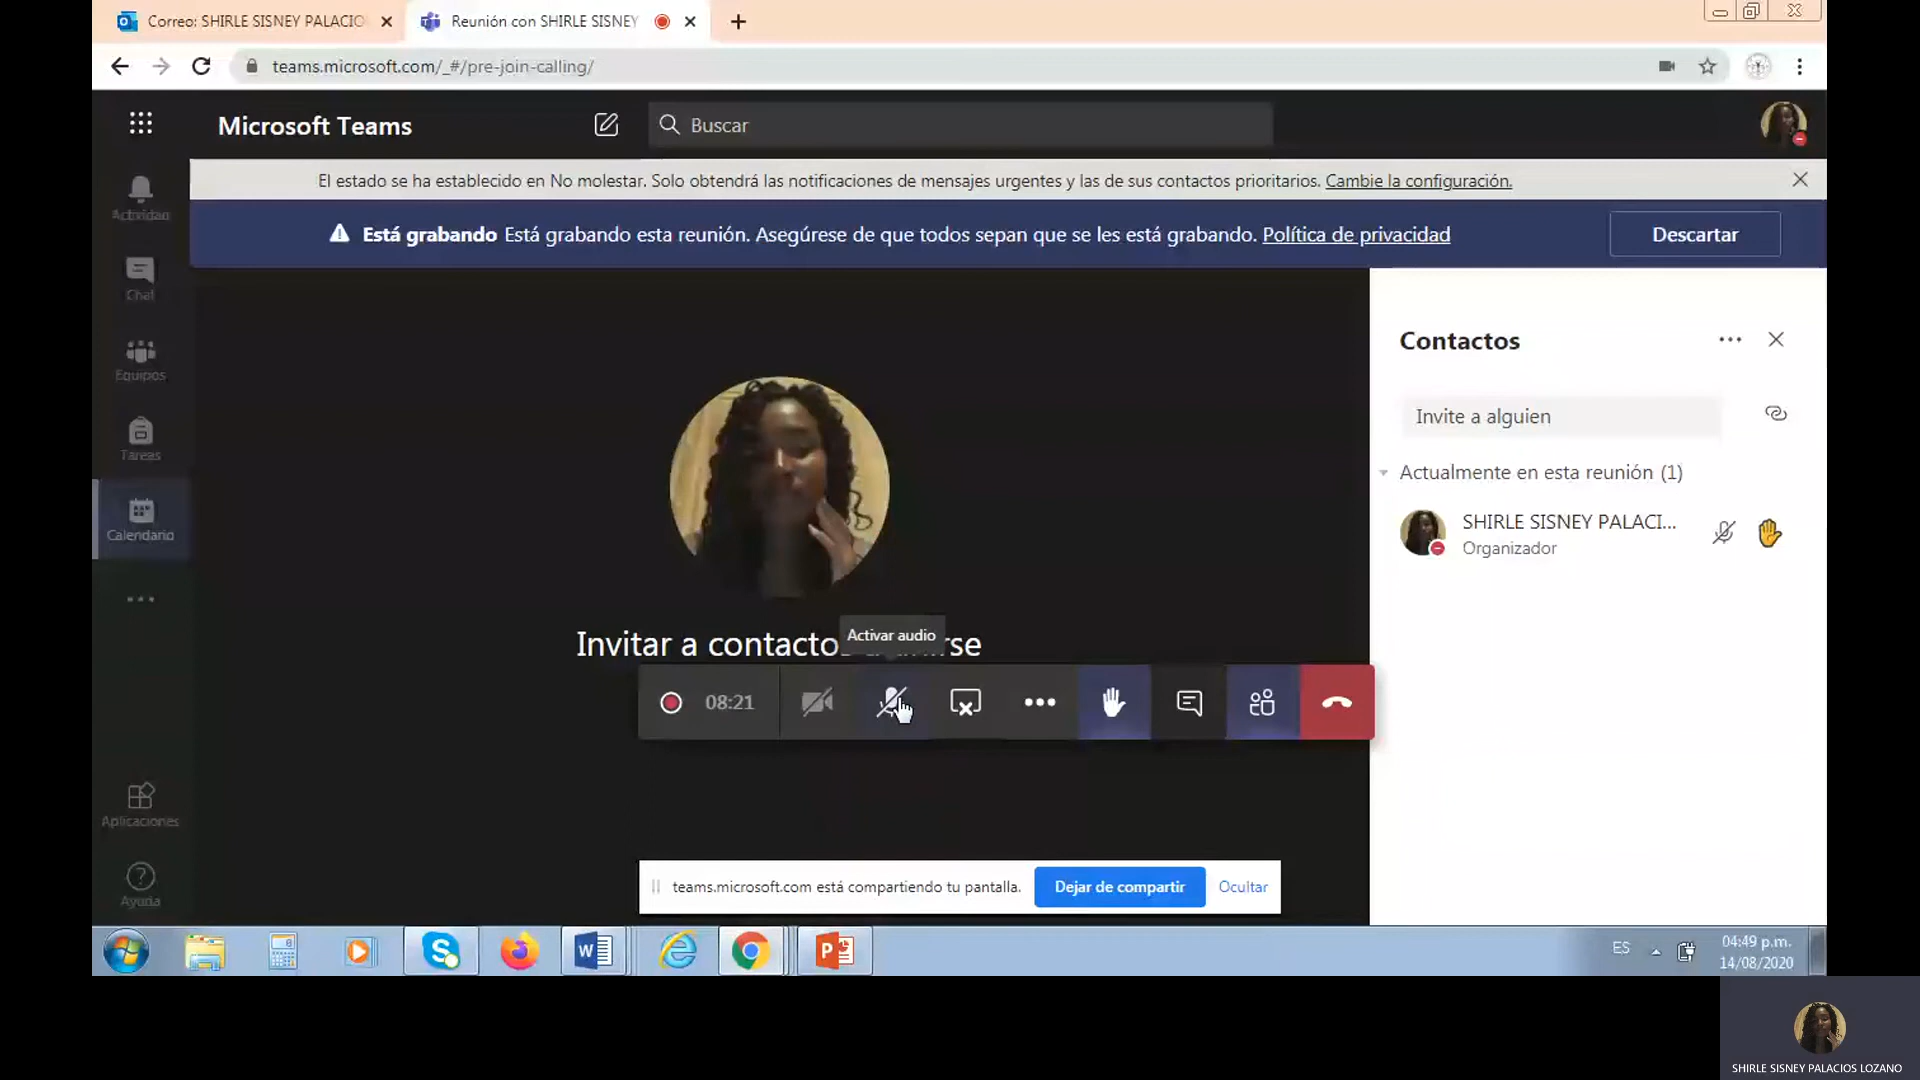 Correo: SHIRLE SISNEY PALACIO
Reunión con SHIRLE SISNEY
teams.microsoft.com/_#/pre-join-calling/
Microsoft Teams
Buscar
El estado se ha establecido en No molestar. Solo obtendrá las notificaciones de mensajes urgentes y las de sus contactos prioritarios. Cambie la configuración.
Está grabando Está grabando esta reunión. Asegúrese de que todos sepan que se les está grabando. Política de privacidad
Descartar
Actividad
Chat
Equipos
Tareas
Calendario
Aplicaciones
Ayuda
Invitar a contacto
rse
Activar audio
08:21
Contactos
Invite a alguien
Actualmente en esta reunión (1)
SHIRLE SISNEY PALACI...
Organizador
teams.microsoft.com está compartiendo tu pantalla.
Dejar de compartir
Ocultar
ES
04:49 p.m.
14/08/2020
SHIRLE SISNEY PALACIOS LOZANO